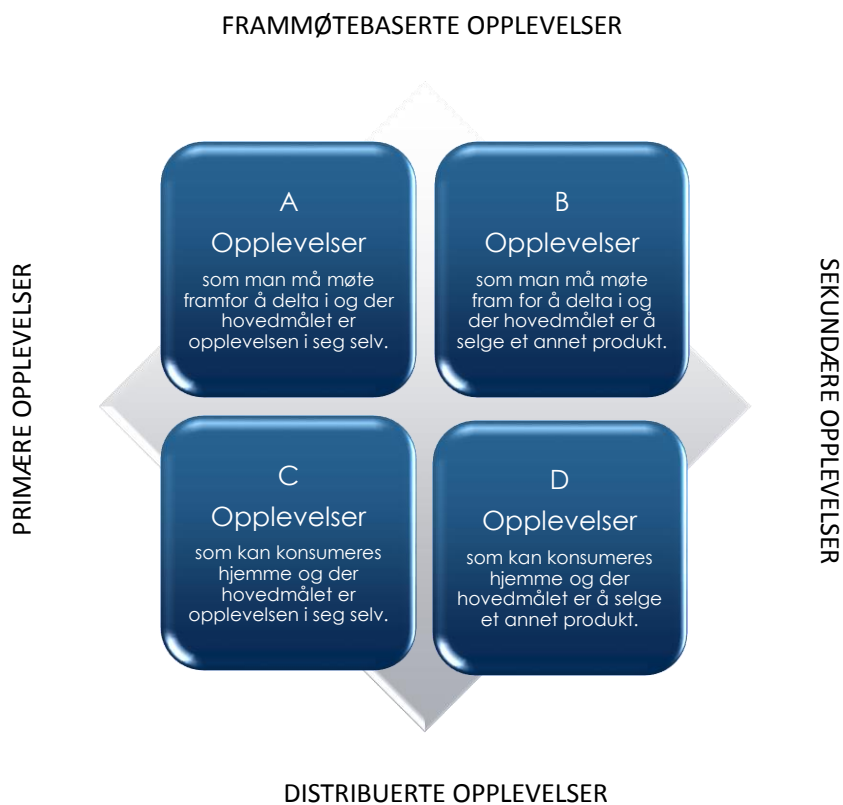 FRAMMØTEBASERTE OPPLEVELSER
PRIMÆRE OPPLEVELSER
A
Opplevelser
som man må møte
framfor å delta i og der
hovedmålet er
opplevelsen i seg selv.
B
Opplevelser
som man må møte
fram for å delta i og
der hovedmålet er å
selge et annet produkt.
SEKUNDÆRE OPPLEVELSER
C
Opplevelser
som kan konsumeres
hjemme og der
hovedmålet er
opplevelsen i seg selv.
D
Opplevelser
som kan konsumeres
hjemme og der
hovedmålet er å selge
et annet produkt.
DISTRIBUERTE OPPLEVELSER